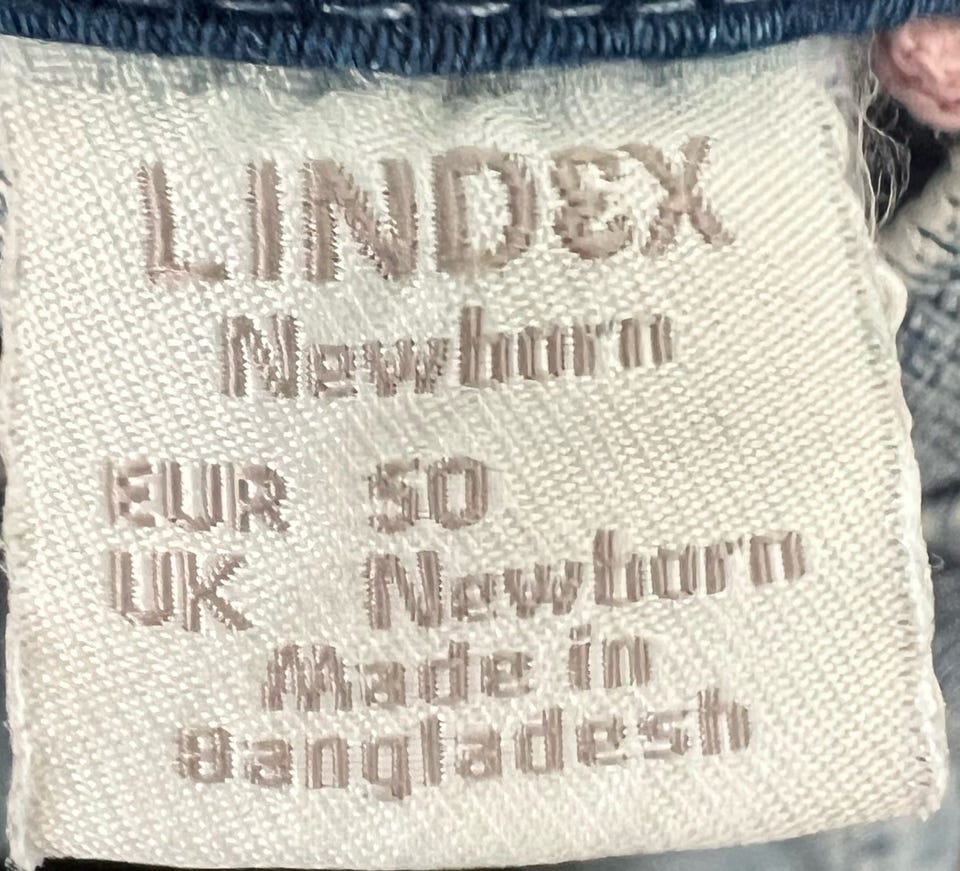 LINDEX
Newborn
EUR 50
UK Newborn
Made in
Bangladesh